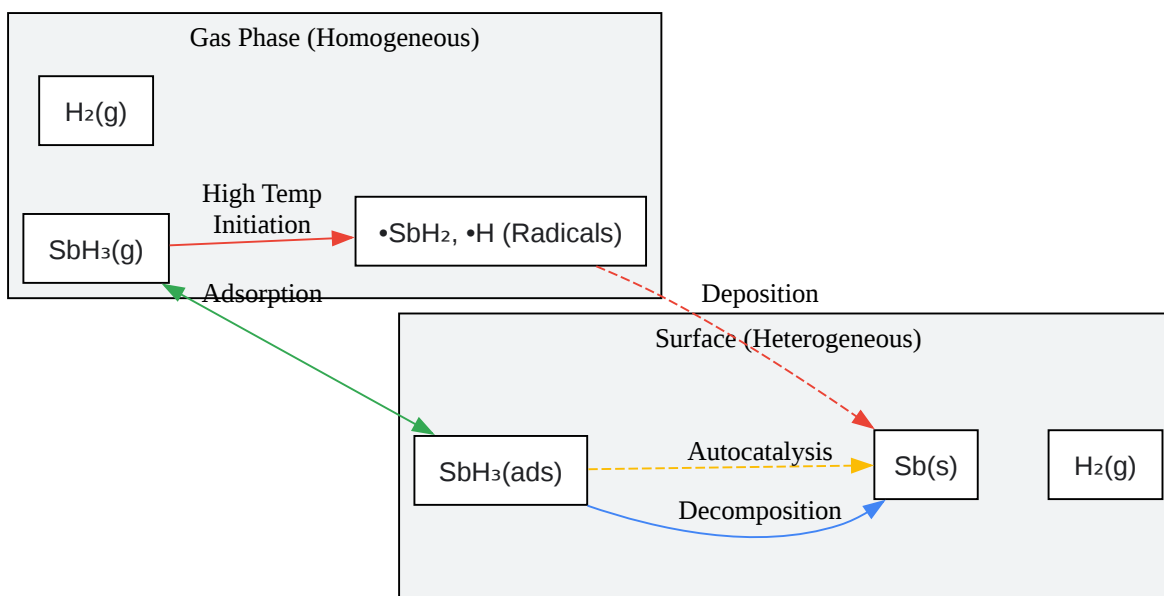 Gas Phase (Homogeneous)
H₂(g)
High Temp
Initiation
SbH₃(g)
•SbH₂, •H (Radicals)
Adsorption
Deposition
Surface (Heterogeneous)
SbH₃(ads)
Autocatalysis
Sb(s)
H₂(g)
Decomposition